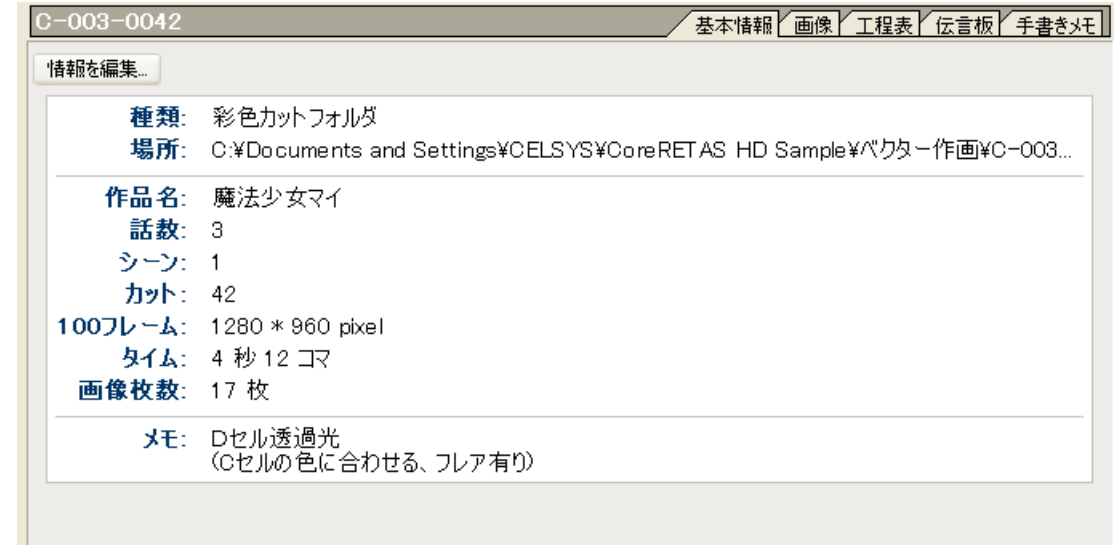 C-003-0042
基本情報 画像 工程表 伝言板 手書きメモ
情報を編集...
種類: 彩色カットフォルダ
場所: C:¥Documents and Settings¥CELSYS¥CoreRETAS HD Sample¥ベクター作画¥C-003...
作品名: 魔法少女マイ
話数: 3
シーン: 1
カット: 42
100フレーム: 1280 * 960 pixel
タイム: 4 秒 12 コマ
画像枚数: 17 枚
メモ: Dセル透過光
(Cセルの色に合わせる、フレア有り)